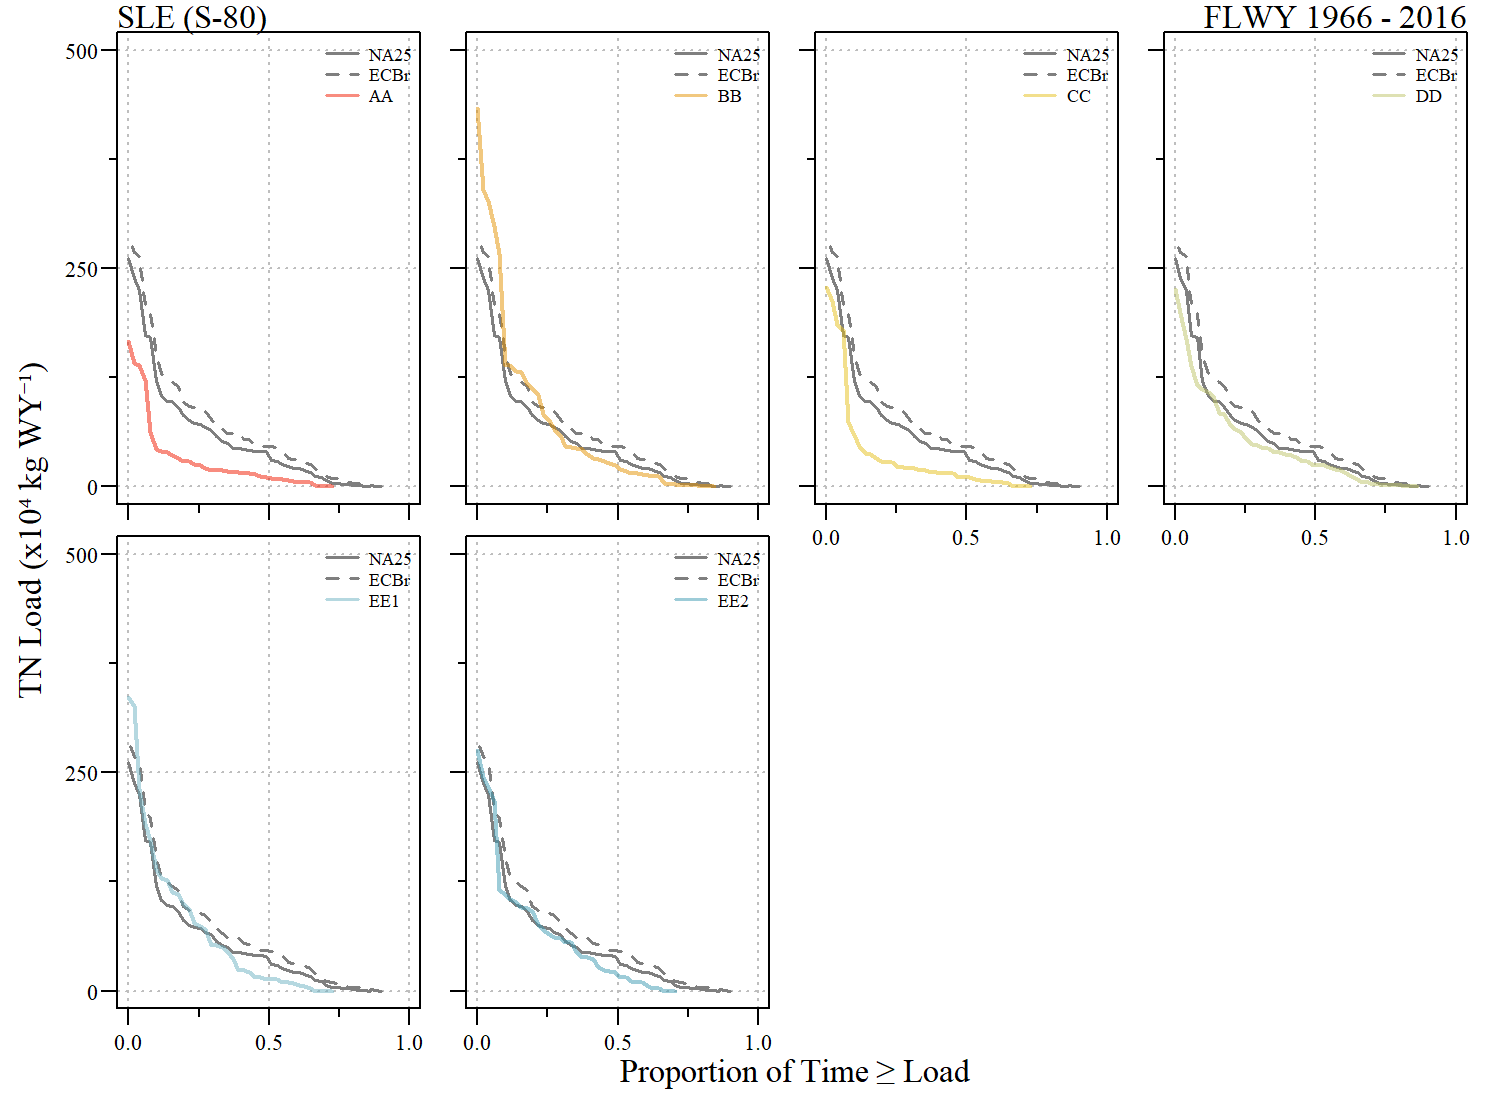 SLE (S-80)
FLWY 1966 - 2016
TN Load (x10⁴ kg WY⁻¹)
500
250
0
NA25
ECBr
AA
NA25
ECBr
BB
NA25
ECBr
CC
0.0 0.5 1.0
NA25
ECBr
DD
0.0 0.5 1.0
500
250
0
NA25
ECBr
EE1
0.0 0.5 1.0
NA25
ECBr
EE2
0.0 0.5 1.0
Proportion of Time ≥ Load